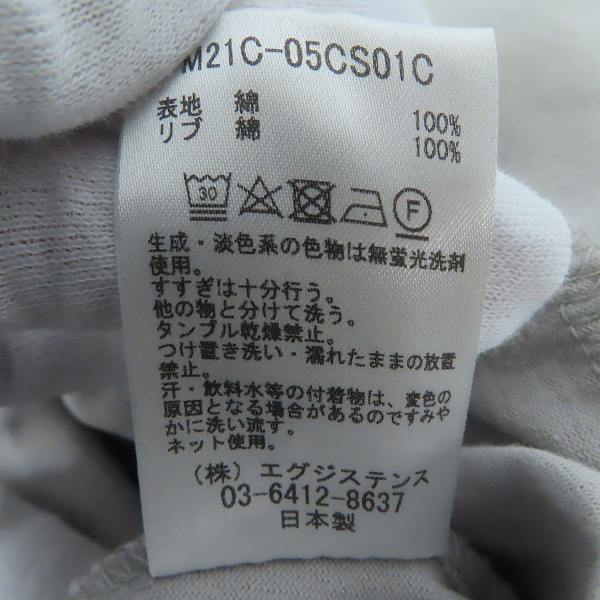 M21C-05CS01C
表地 綿 100%
リブ 綿 100%
30 F
生成・淡色系の色物は無蛍光洗剤
使用。
すすぎは十分行う。
他の物と分けて洗う。
タンブル乾燥禁止。
つけ置き洗い・濡れたままの放置
禁止。
汗・飲料水等の付着物は、変色の
原因となる場合があるのですみや
かに洗い流す。
ネット使用。
(株)エグジステンス
03-6412-8637
日本製